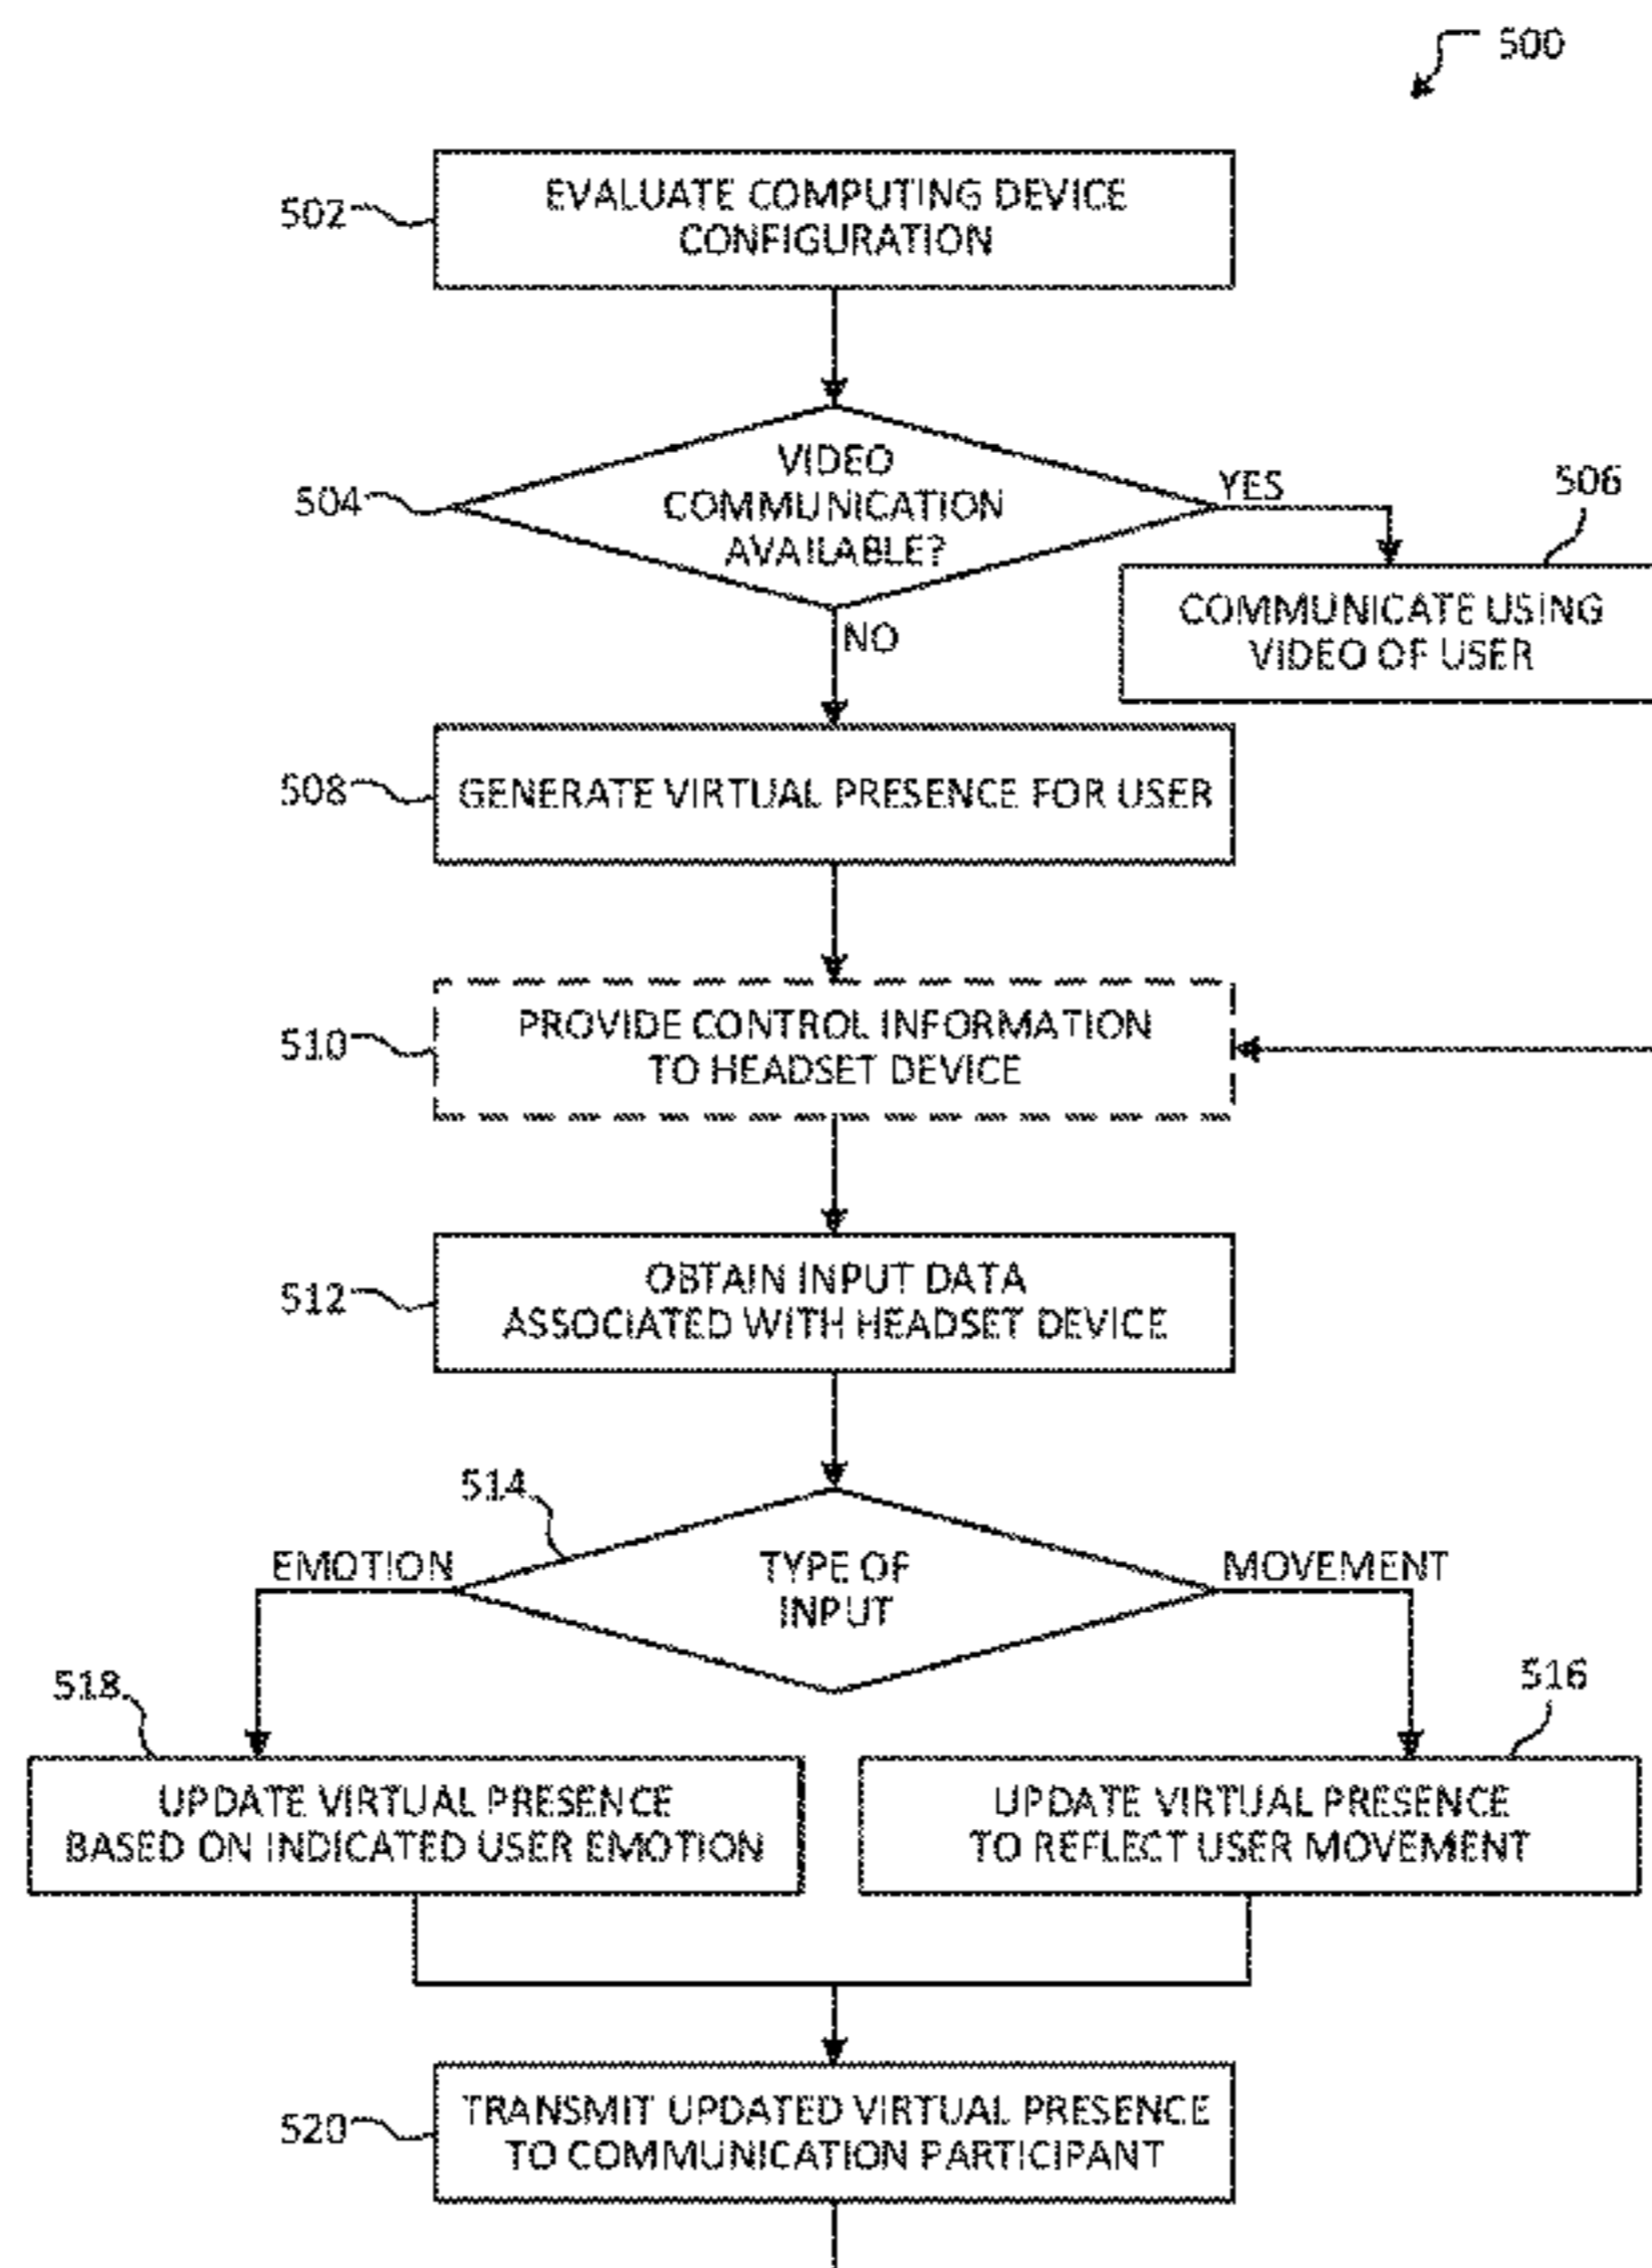 500
502
EVALUATE COMPUTING DEVICE
CONFIGURATION
504
VIDEO
COMMUNICATION
AVAILABLE?
YES
506
COMMUNICATE USING
VIDEO OF USER
NO
508
GENERATE VIRTUAL PRESENCE FOR USER
510
PROVIDE CONTROL INFORMATION
TO HEADSET DEVICE
512
OBTAIN INPUT DATA
ASSOCIATED WITH HEADSET DEVICE
514
EMOTION
TYPE OF
INPUT
MOVEMENT
518
UPDATE VIRTUAL PRESENCE
BASED ON INDICATED USER EMOTION
516
UPDATE VIRTUAL PRESENCE
TO REFLECT USER MOVEMENT
520
TRANSMIT UPDATED VIRTUAL PRESENCE
TO COMMUNICATION PARTICIPANT